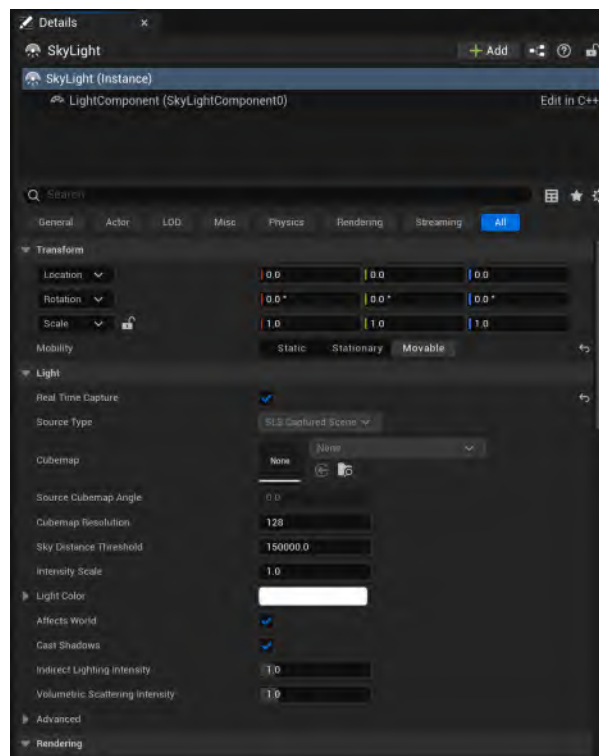 Details ×
SkyLight + Add
SkyLight (Instance)
LightComponent (SkyLightComponent0) Edit in C++
Search
General Actor LOD Misc Physics Rendering Streaming All
Transform
Location 0.0 0.0 0.0
Rotation 0.0° 0.0° 0.0°
Scale 1.0 1.0 1.0
Mobility Static Stationary Movable
Light
Real Time Capture
Source Type SLS Captured Scene
None
Cubemap None
Source Cubemap Angle 0.0
Cubemap Resolution 128
Sky Distance Threshold 150000.0
Intensity Scale 1.0
Light Color
Affects World
Cast Shadows
Indirect Lighting Intensity 1.0
Volumetric Scattering Intensity 1.0
Advanced
Rendering